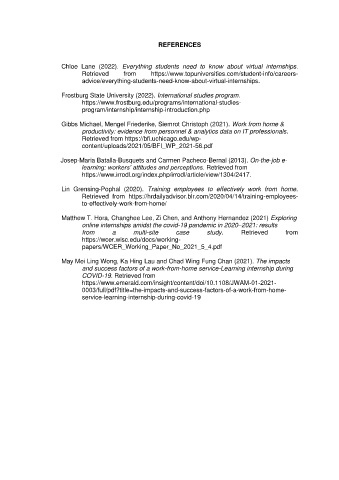 REFERENCES
Chloe Lane (2022). Everything students need to know about virtual internships.
Retrieved from https://www.topuniversities.com/student-info/careers-
advice/everything-students-need-know-about-virtual-internships.
Frostburg State University (2022). International studies program.
https://www.frostburg.edu/programs/international-studies-
program/internship/internship-introduction.php
Gibbs Michael, Mengel Friederike, Siemrot Christoph (2021). Work from home &
productivity: evidence from personnel & analytics data on IT professionals.
Retrieved from https://bfi.uchicago.edu/wp-
content/uploads/2021/05/BFI_WP_2021-56.pdf
Josep-Maria Batalla-Busquets and Carmen Pacheco-Bernal (2013). On-the-job e-
learning: workers' attitudes and perceptions. Retrieved from
https://www.irrodl.org/index.php/irrodl/article/view/1304/2417.
Lin Grensing-Pophal (2020). Training employees to effectively work from home.
Retrieved from https://hrdailyadvisor.blr.com/2020/04/14/training-employees-
to-effectively-work-from-home/
Matthew T. Hora, Changhee Lee, Zi Chen, and Anthony Hernandez (2021) Exploring
online internships amidst the covid-19 pandemic in 2020–2021: results
from a multi-site case study. Retrieved from
https://wcer.wisc.edu/docs/working-
papers/WCER_Working_Paper_No_2021_5_4.pdf
May Mei Ling Wong, Ka Hing Lau and Chad Wing Fung Chan (2021). The impacts
and success factors of a work-from-home service-Learning internship during
COVID-19. Retrieved from
https://www.emerald.com/insight/content/doi/10.1108/JWAM-01-2021-
0003/full/pdf?title=the-impacts-and-success-factors-of-a-work-from-home-
service-learning-internship-during-covid-19